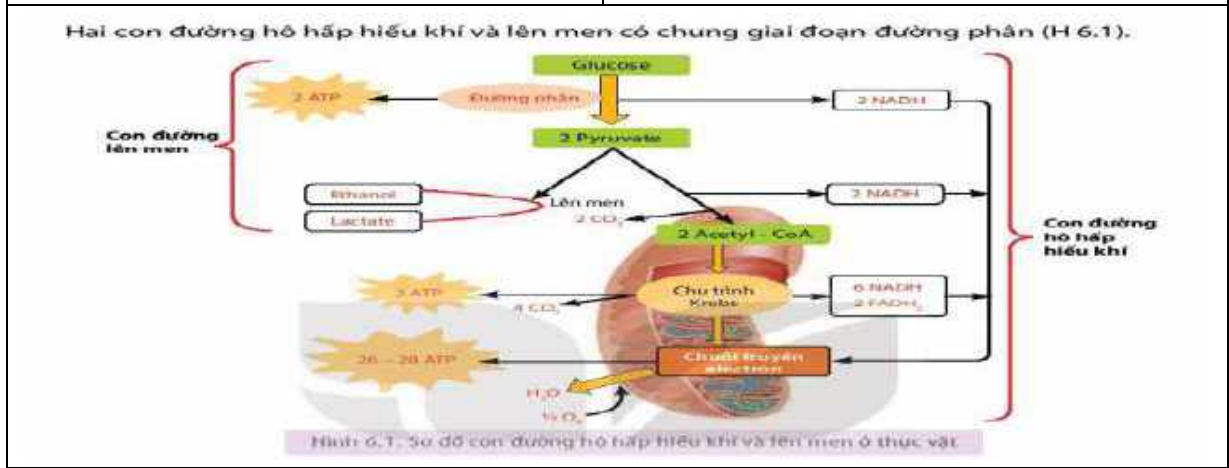 Hai con đường hô hấp hiếu khí và lên men có chung giai đoạn đường phân (H 6.1).
Glucose
2 ATP
Đường phân
2 NADH
Con đường
lên men
2 Pyruvate
Ethanol
Lactate
Lên men
2 CO₂
2 NADH
2 Acetyl - CoA
Con đường
hô hấp
hiếu khí
2 ATP
4 CO₂
Chu trình
Krebs
6 NADH
2 FADH₂
26 - 28 ATP
Chuỗi truyền
electron
H₂O
½ O₂
Hình 6.1. Sơ đồ con đường hô hấp hiếu khí và lên men ở thực vật